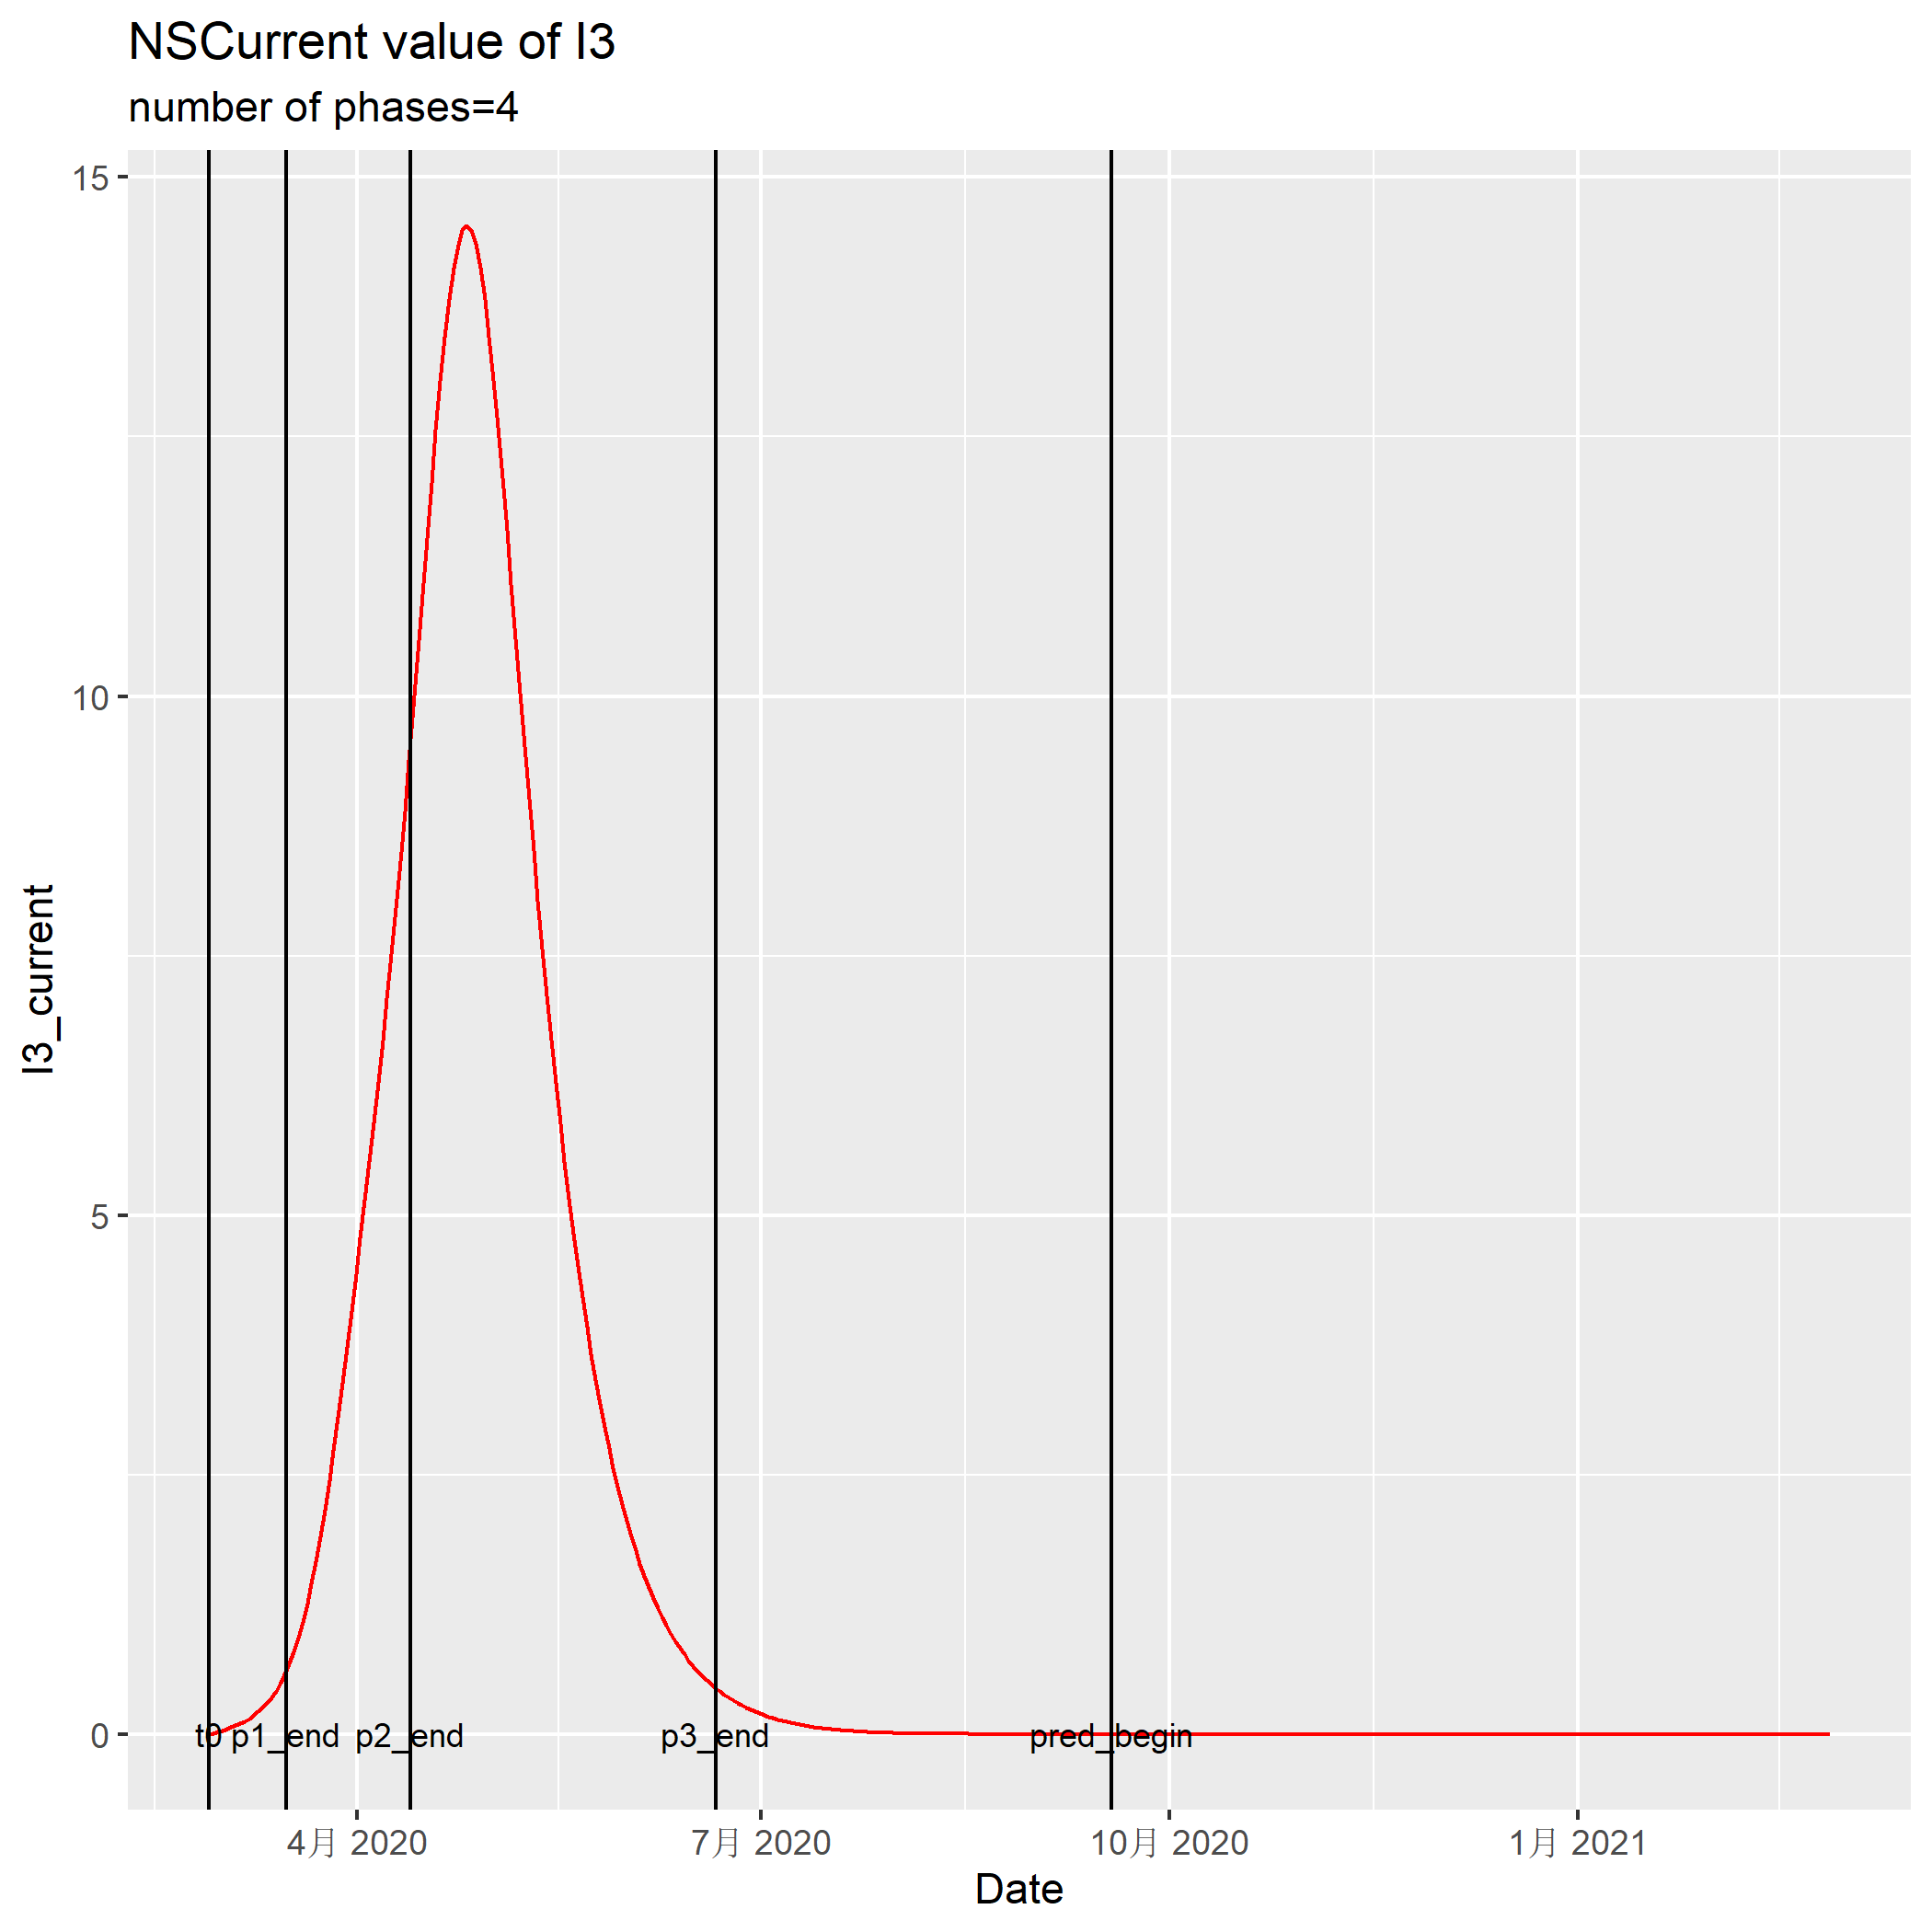 NSCurrent value of I3
number of phases=4
15
10
5
0
I3_current
t0 p1_end p2_end p3_end pred_begin
4月 2020 7月 2020 10月 2020 1月 2021
Date